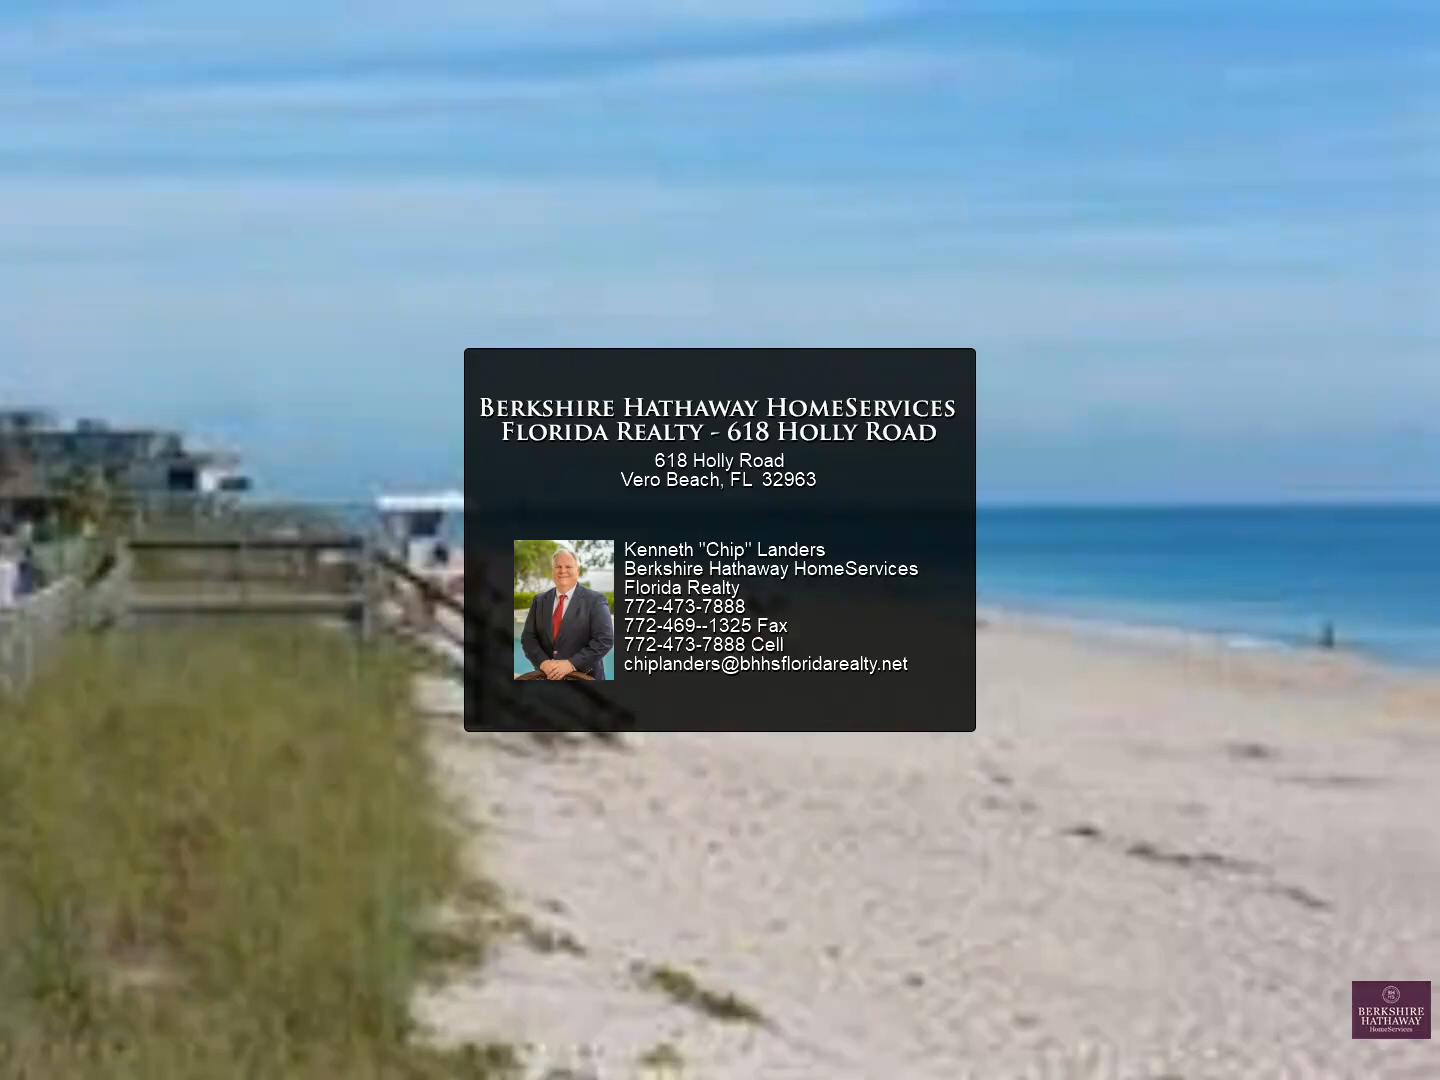 Berkshire Hathaway HomeServices
Florida Realty - 618 Holly Road
618 Holly Road
Vero Beach, FL  32963
Kenneth "Chip" Landers
Berkshire Hathaway HomeServices
Florida Realty
772-473-7888
772-469--1325 Fax
772-473-7888 Cell
chiplanders@bhhsfloridarealty.net
BERKSHIRE
HATHAWAY
HomeServices